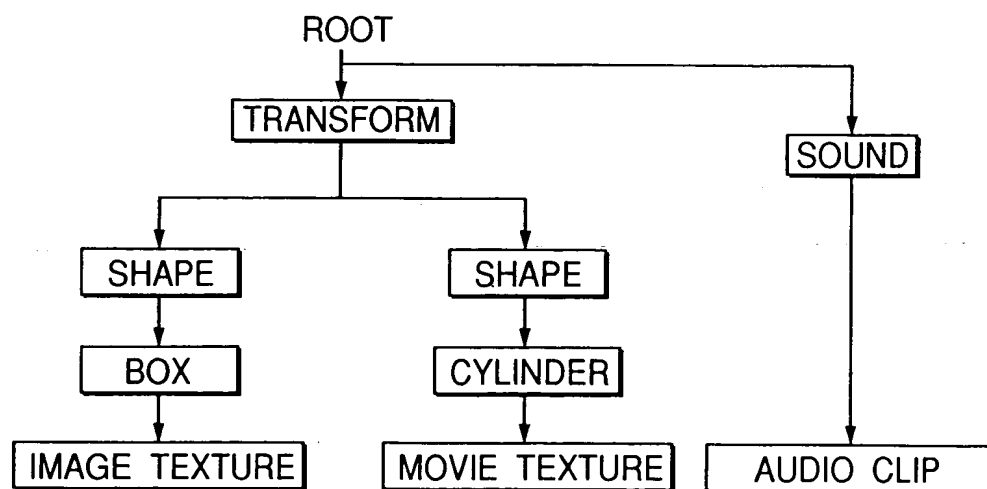 ROOT
TRANSFORM
SOUND
SHAPE
SHAPE
BOX
CYLINDER
IMAGE TEXTURE
MOVIE TEXTURE
AUDIO CLIP